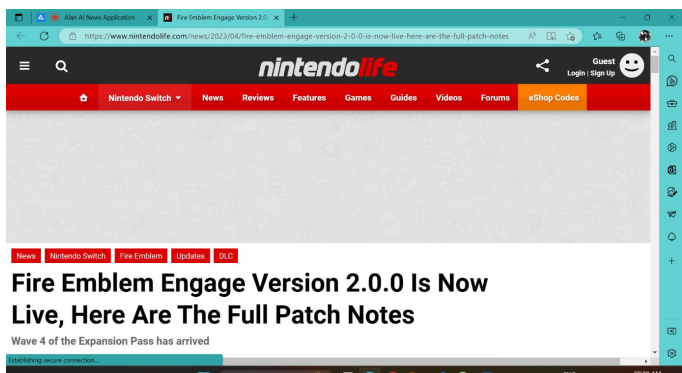 Alan AI News Application
Fire Emblem Engage Version 2.0
https://www.nintendolife.com/news/2023/04/fire-emblem-engage-version-2-0-0-is-now-live-here-are-the-full-patch-notes
nintendolife
Guest
Login | Sign Up
Nintendo Switch
News
Reviews
Features
Games
Guides
Videos
Forums
eShop Codes
News
Nintendo Switch
Fire Emblem
Updates
DLC
Fire Emblem Engage Version 2.0.0 Is Now
Live, Here Are The Full Patch Notes
Wave 4 of the Expansion Pass has arrived
Establishing secure connection...